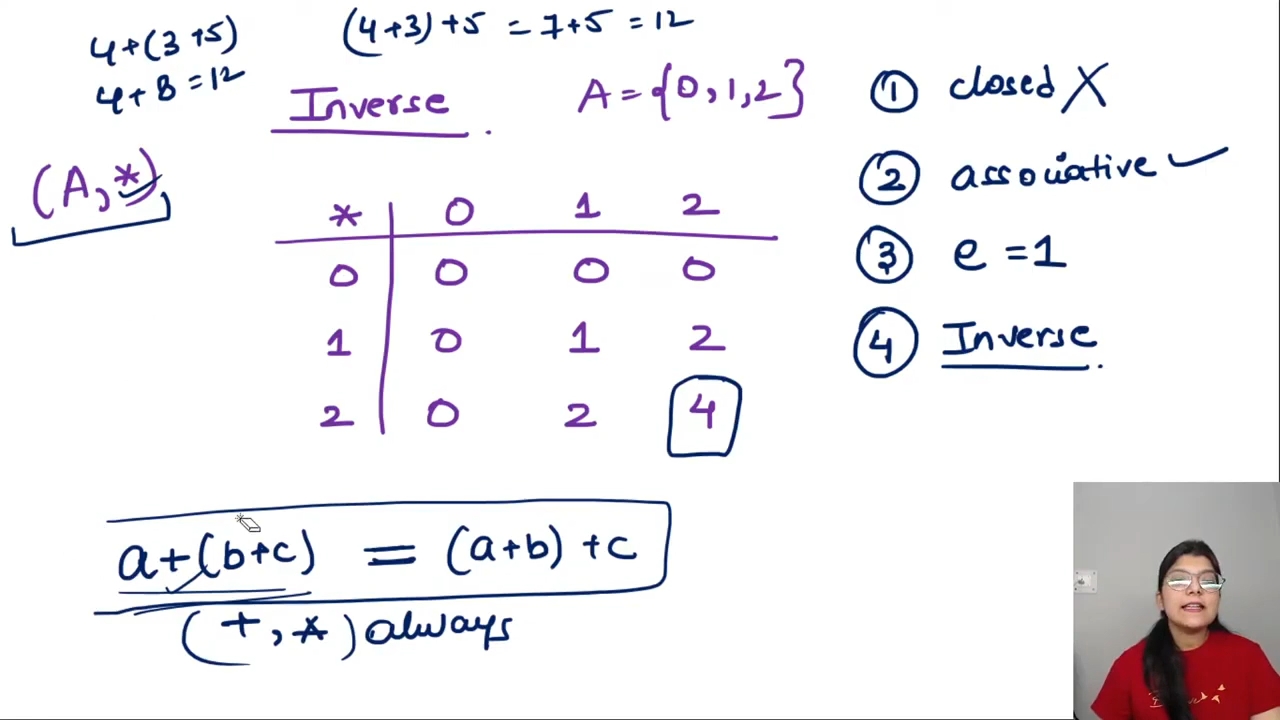 4+(3+5)
4+8=12
(4+3)+5 =7+5 =12
Inverse.
A={0,1,2}
(A,*)
* 0 1 2
0 0 0 0
1 0 1 2
2 0 2 4
① closed X
② associative ✓
③ e =1
④ Inverse.
a+(b+c) = (a+b)+c
(+,*) always